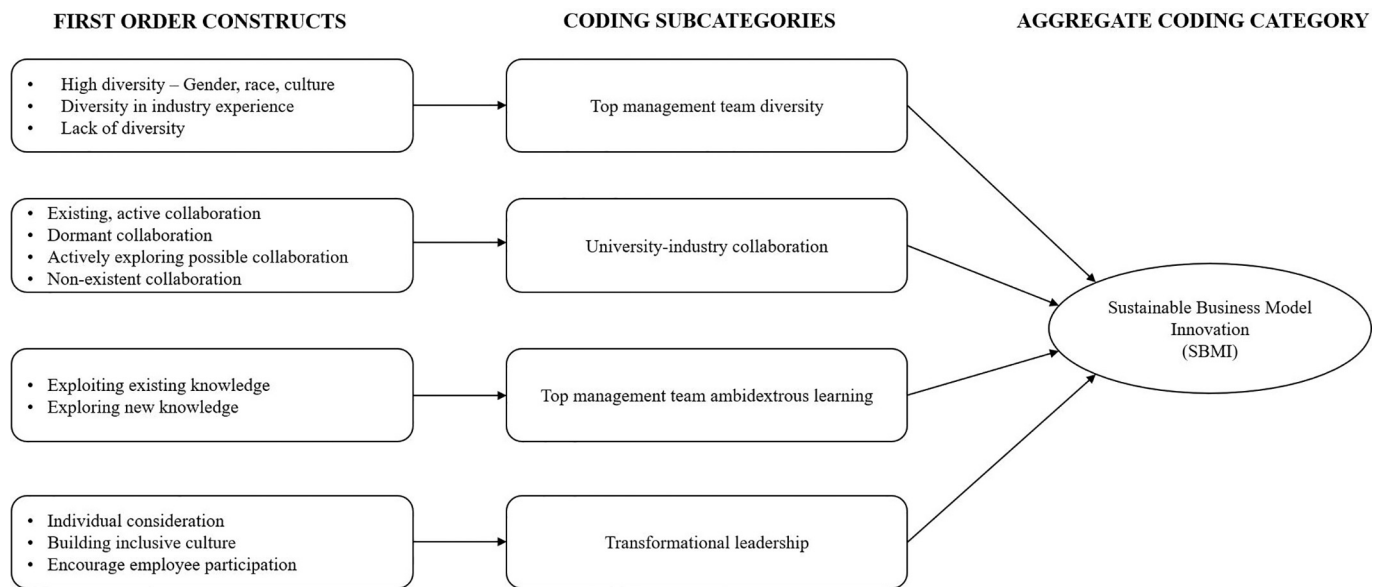 FIRST ORDER CONSTRUCTS
CODING SUBCATEGORIES
AGGREGATE CODING CATEGORY
• High diversity – Gender, race, culture
• Diversity in industry experience
• Lack of diversity
Top management team diversity
• Existing, active collaboration
• Dormant collaboration
• Actively exploring possible collaboration
• Non-existent collaboration
University-industry collaboration
Sustainable Business Model
Innovation
(SBMI)
• Exploiting existing knowledge
• Exploring new knowledge
Top management team ambidextrous learning
• Individual consideration
• Building inclusive culture
• Encourage employee participation
Transformational leadership